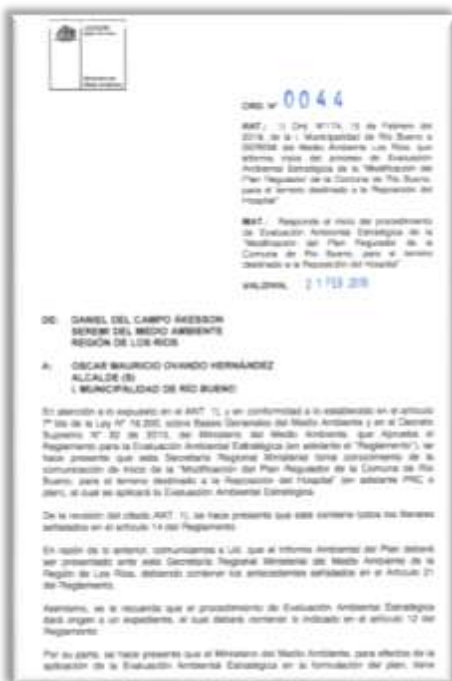 ORD Nº 0044
ANT.: 1) Ord. Nº174, 15 de Febrero del
2019, de la I. Municipalidad de Río Bueno a
SEREMI del Medio Ambiente Los Ríos, que
informa inicio del proceso de Evaluación
Ambiental Estratégica de la "Modificación del
Plan Regulador de la Comuna de Río Bueno,
para el terreno destinado a la Reposición del
Hospital"
MAT.: Responde al inicio del procedimiento
de Evaluación Ambiental Estratégica de la
"Modificación del Plan Regulador de la
Comuna de Río Bueno, para el terreno
destinado a la Reposición del Hospital"
VALDIVIA, 21 FEB 2019
DE: DANIEL DEL CAMPO AKESSON
SEREMI DEL MEDIO AMBIENTE
REGIÓN DE LOS RÍOS
A: OSCAR MAURICIO OVANDO HERNÁNDEZ
ALCALDE (S)
I. MUNICIPALIDAD DE RÍO BUENO
En atención a lo expuesto en el ANT. 1), y en conformidad a lo establecido en el artículo
7º bis de la Ley Nº 19.300, sobre Bases Generales del Medio Ambiente y en el Decreto
Supremo Nº 32 de 2015, del Ministerio del Medio Ambiente, que Aprueba el
Reglamento para la Evaluación Ambiental Estratégica (en adelante el "Reglamento"), se
hace presente que esta Secretaría Regional Ministerial toma conocimiento de la
comunicación de inicio de la "Modificación del Plan Regulador de la Comuna de Río
Bueno, para el terreno destinado a la Reposición del Hospital" (en adelante PRC o
plan), al cual se aplicará la Evaluación Ambiental Estratégica.
De la revisión del citado ANT. 1), se hace presente que este contiene todos los literales
señalados en el artículo 14 del Reglamento.
En razón de lo anterior, comunicamos a Ud. que el Informe Ambiental del Plan deberá
ser presentado ante esta Secretaría Regional Ministerial del Medio Ambiente de la
Región de Los Ríos, debiendo contener los antecedentes señalados en el Artículo 21
del Reglamento.
Asimismo, se le recuerda que el procedimiento de Evaluación Ambiental Estratégica
dará origen a un expediente, el cual deberá contener lo indicado en el artículo 12 del
Reglamento.
Por su parte, se hace presente que el Ministerio del Medio Ambiente, para efectos de la
aplicación de la Evaluación Ambiental Estratégica en la formulación del plan, tiene